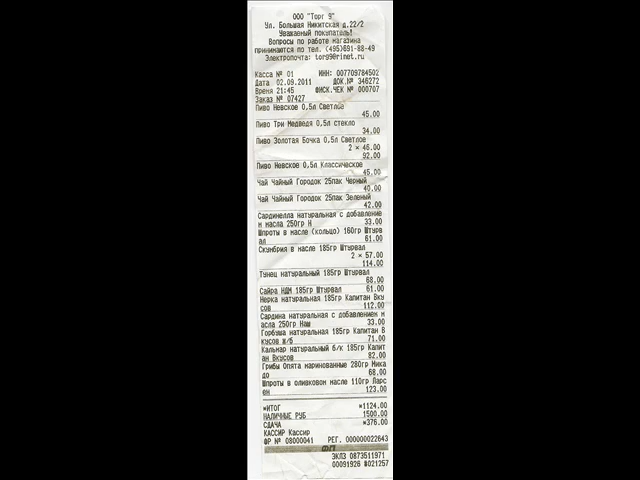 ООО "Торг 9"
Ул. Большая Никитская д.22/2
Уважаемый покупатель!
Вопросы по работе магазина
принимаются по тел. (495)691-88-49
Электропочта: torg9@rinet.ru
Касса № 01 ИНН: 007709784502
Дата 02.09.2011 ДОК.№ 346272
Время 21:45 ФИСК.ЧЕК № 000707
Заказ № 07427
Пиво Невское 0,5л Светлое
45.00
Пиво Три Медведя 0,5л стекло
34.00
Пиво Золотая Бочка 0,5л Светлое
2 × 46.00
92.00
Пиво Невское 0,5л Классическое
45.00
Чай Чайный Городок 25пак Черный
40.00
Чай Чайный Городок 25пак Зеленый
42.00
Сардинелла натуральная с добавление
м масла 250гр Н 33.00
Шпроты в масле (кольцо) 160гр Штурв
ал 61.00
Скумбрия в масле 185гр Штурвал
2 × 57.00
114.00
Тунец натуральный 185гр Штурвал
68.00
Сайра НДМ 185гр Штурвал 61.00
Нерка натуральная 185гр Капитан Вку
сов 112.00
Сардина натуральная с добавлением м
асла 250гр Наш 33.00
Горбуша натуральная 185гр Капитан В
кусов ж/б 71.00
Кальмар натуральный б/к 185гр Капит
ан Вкусов 82.00
Грибы Опята маринованные 280гр Мика
до 68.00
Шпроты в оливковом масле 110гр Ларс
ен 123.00
*ИТОГ *1124.00
НАЛИЧНЫЕ РУБ 1500.00
СДАЧА *376.00
КАССИР Кассир
ФР № 08000041 РЕГ. 000000022643
ЭКЛЗ 0873511971
00091926 №021257